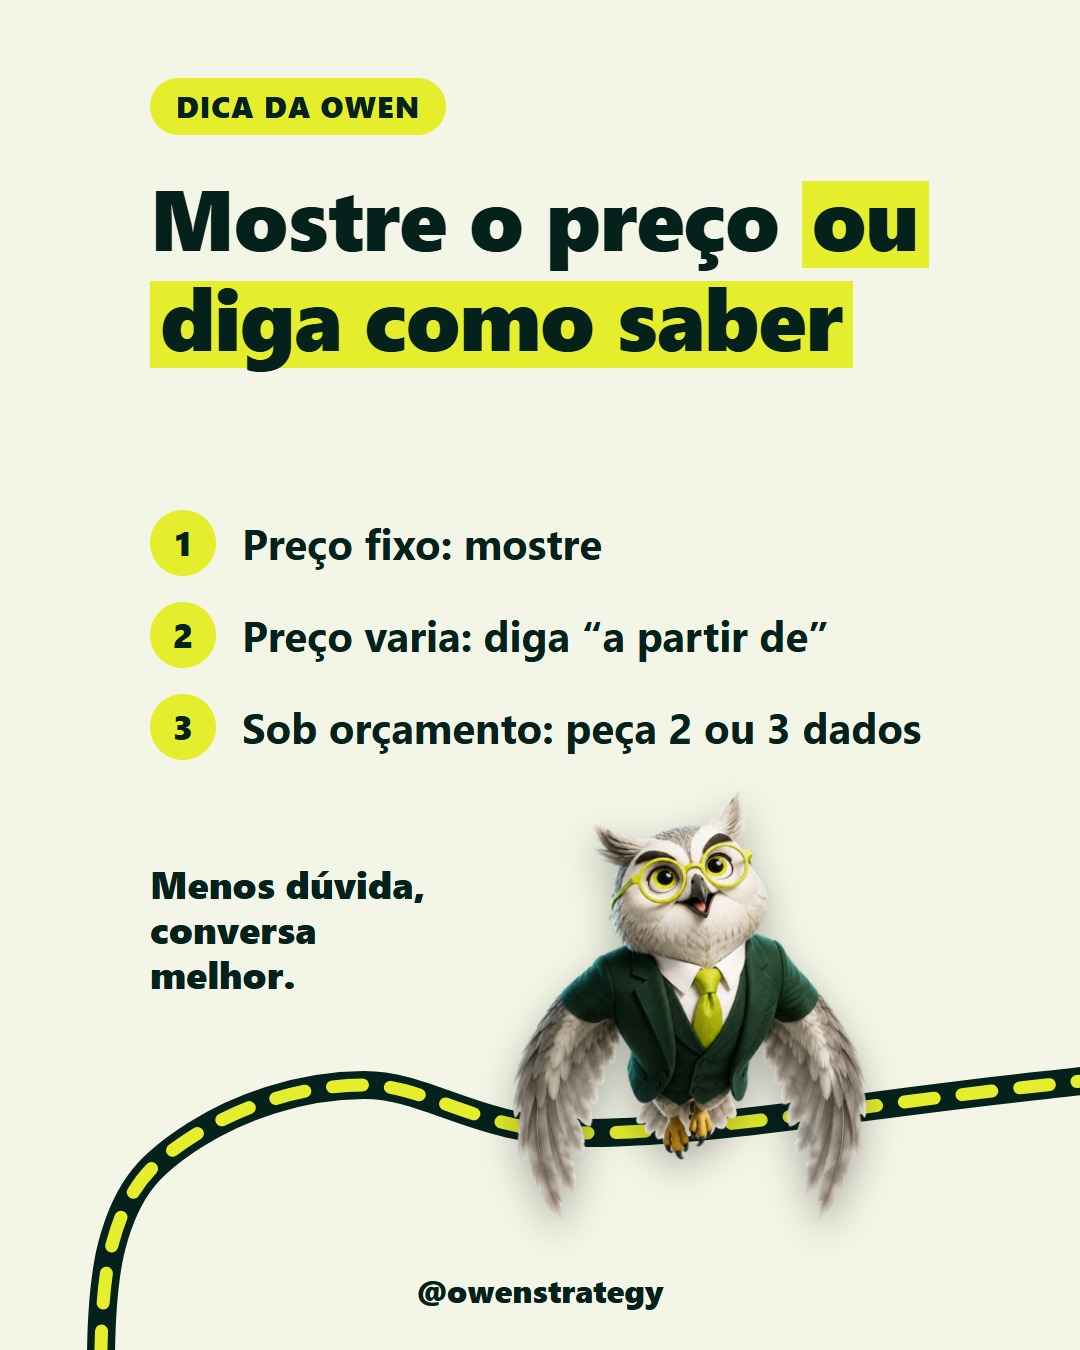 DICA DA OWEN
Mostre o preço ou
diga como saber
1 Preço fixo: mostre
2 Preço varia: diga “a partir de”
3 Sob orçamento: peça 2 ou 3 dados
Menos dúvida,
conversa
melhor.
@owenstrategy